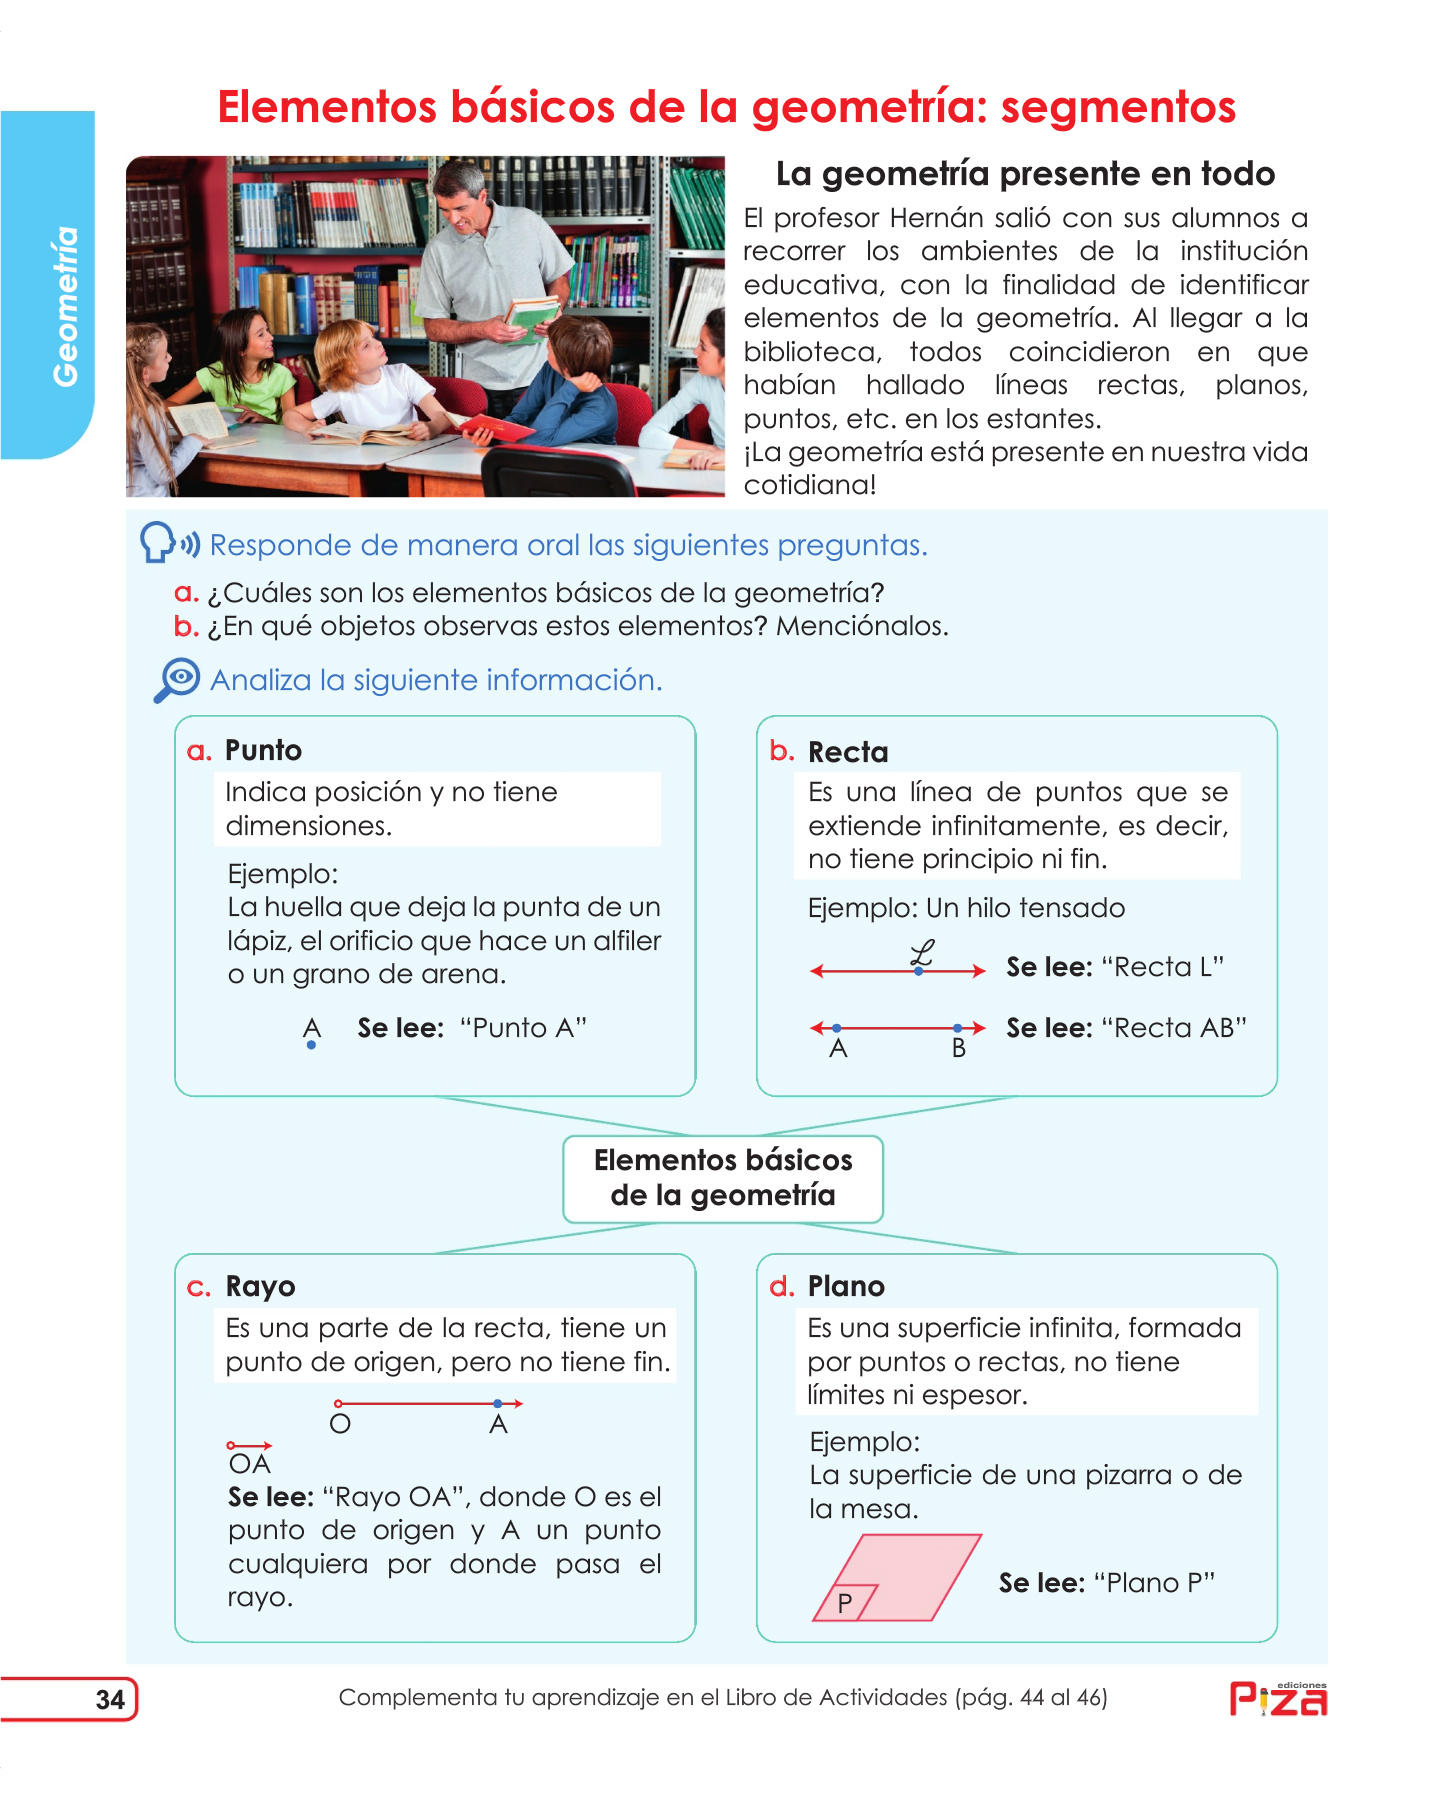 Geometría
Elementos básicos de la geometría: segmentos
La geometría presente en todo
El profesor Hernán salió con sus alumnos a
recorrer los ambientes de la institución
educativa, con la finalidad de identificar
elementos de la geometría. Al llegar a la
biblioteca, todos coincidieron en que
habían hallado líneas rectas, planos,
puntos, etc. en los estantes.
¡La geometría está presente en nuestra vida
cotidiana!
Responde de manera oral las siguientes preguntas.
a. ¿Cuáles son los elementos básicos de la geometría?
b. ¿En qué objetos observas estos elementos? Menciónalos.
Analiza la siguiente información.
a. Punto
Indica posición y no tiene
dimensiones.
Ejemplo:
La huella que deja la punta de un
lápiz, el orificio que hace un alfiler
o un grano de arena.
A Se lee: “Punto A”
b. Recta
Es una línea de puntos que se
extiende infinitamente, es decir,
no tiene principio ni fin.
Ejemplo: Un hilo tensado
L Se lee: “Recta L”
Se lee: “Recta AB”
A B
Elementos básicos
de la geometría
c. Rayo
Es una parte de la recta, tiene un
punto de origen, pero no tiene fin.
O A
OA
Se lee: “Rayo OA”, donde O es el
punto de origen y A un punto
cualquiera por donde pasa el
rayo.
d. Plano
Es una superficie infinita, formada
por puntos o rectas, no tiene
límites ni espesor.
Ejemplo:
La superficie de una pizarra o de
la mesa.
P Se lee: “Plano P”
34
Complementa tu aprendizaje en el Libro de Actividades (pág. 44 al 46)
ediciones
Piza